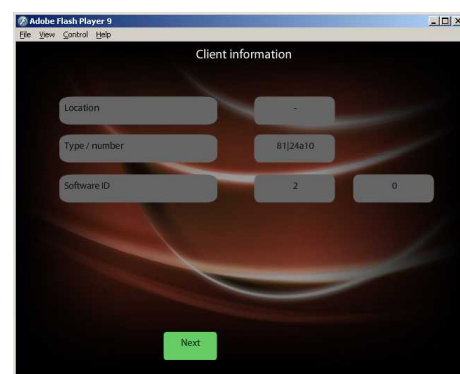 Adobe Flash Player 9
File View Control Help
Client information
Location -
Type / number 81|24a10
Software ID 2 0
Next